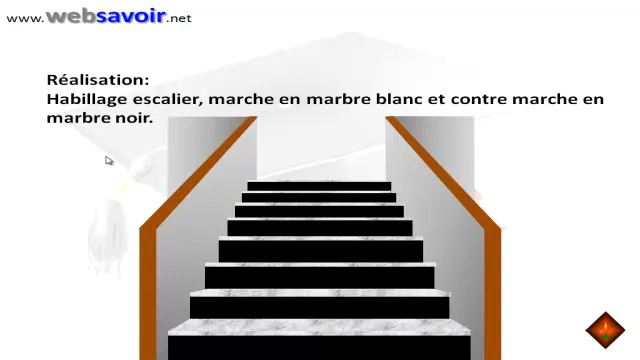 www.websavoir.net
Réalisation:
Habillage escalier, marche en marbre blanc et contre marche en
marbre noir.